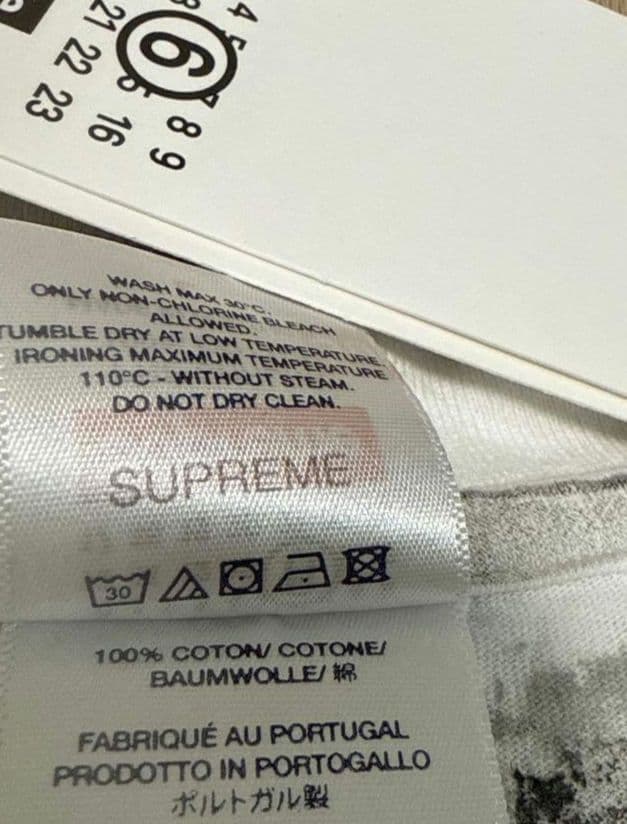 4 5 7 8 9
6
16
21 22 23
WASH MAX 30°C.
ONLY NON-CHLORINE BLEACH
ALLOWED.
TUMBLE DRY AT LOW TEMPERATURE
IRONING MAXIMUM TEMPERATURE
110°C - WITHOUT STEAM.
DO NOT DRY CLEAN.
SUPREME
30
100% COTON/ COTONE/
BAUMWOLLE/ 綿
FABRIQUÉ AU PORTUGAL
PRODOTTO IN PORTOGALLO
ポルトガル製